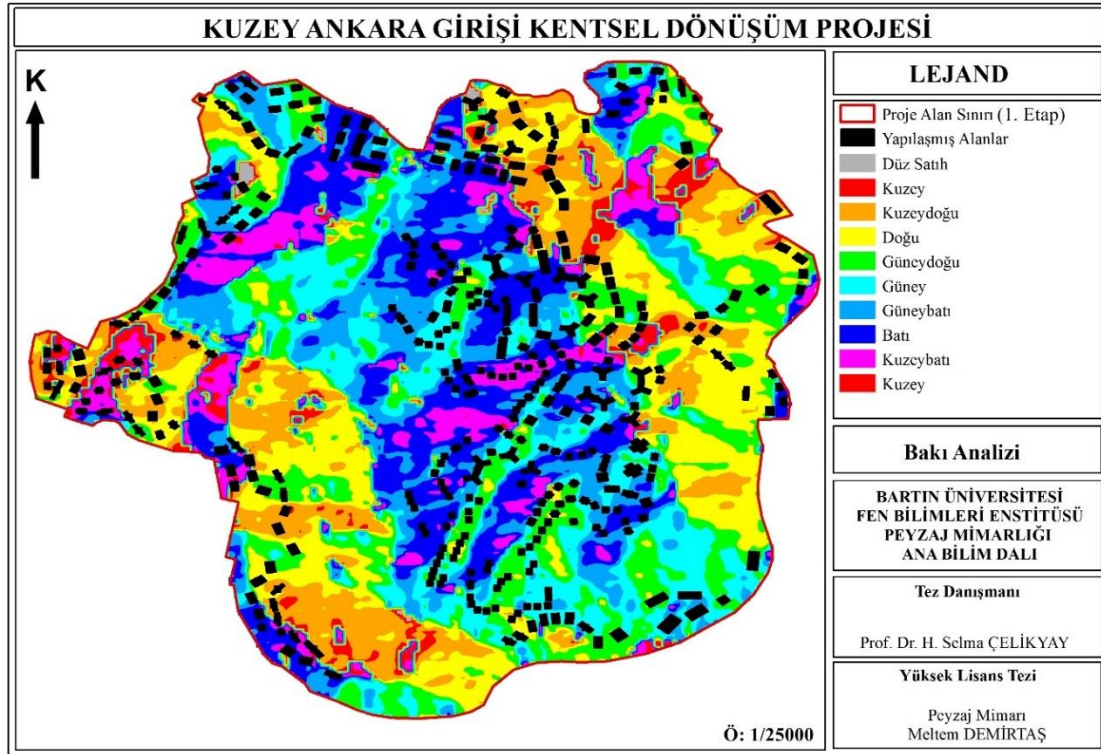 KUZEY ANKARA GİRİŞİ KENTSEL DÖNÜŞÜM PROJESİ
K
Ö: 1/25000
LEJAND
Proje Alan Sınırı (1. Etap)
Yapılaşmış Alanlar
Düz Satıh
Kuzey
Kuzeydoğu
Doğu
Güneydoğu
Güney
Güneybatı
Batı
Kuzeybatı
Kuzey
Bakı Analizi
BARTIN ÜNİVERSİTESİ
FEN BİLİMLERİ ENSTİTÜSÜ
PEYZAJ MİMARLIĞI
ANA BİLİM DALI
Tez Danışmanı
Prof. Dr. H. Selma ÇELİKYAY
Yüksek Lisans Tezi
Peyzaj Mimarı
Meltem DEMİRTAŞ